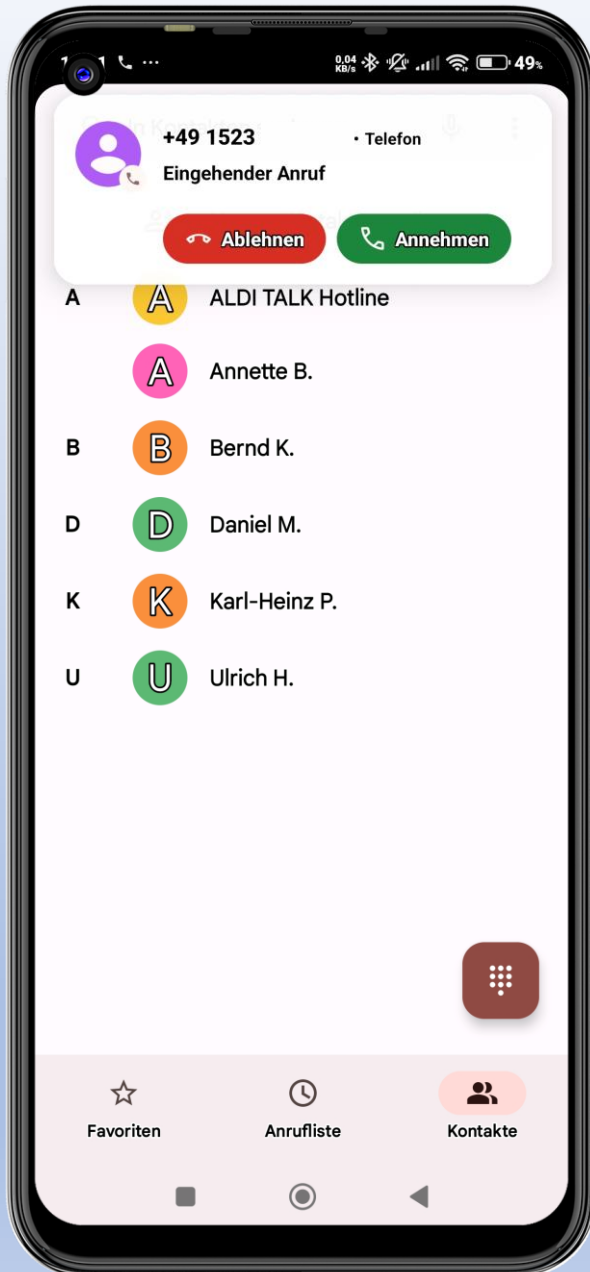 0,04
KB/s
49%
+49 1523 • Telefon
Eingehender Anruf
Ablehnen Annehmen
A A ALDI TALK Hotline
A Annette B.
B B Bernd K.
D D Daniel M.
K K Karl-Heinz P.
U U Ulrich H.
Favoriten Anrufliste Kontakte